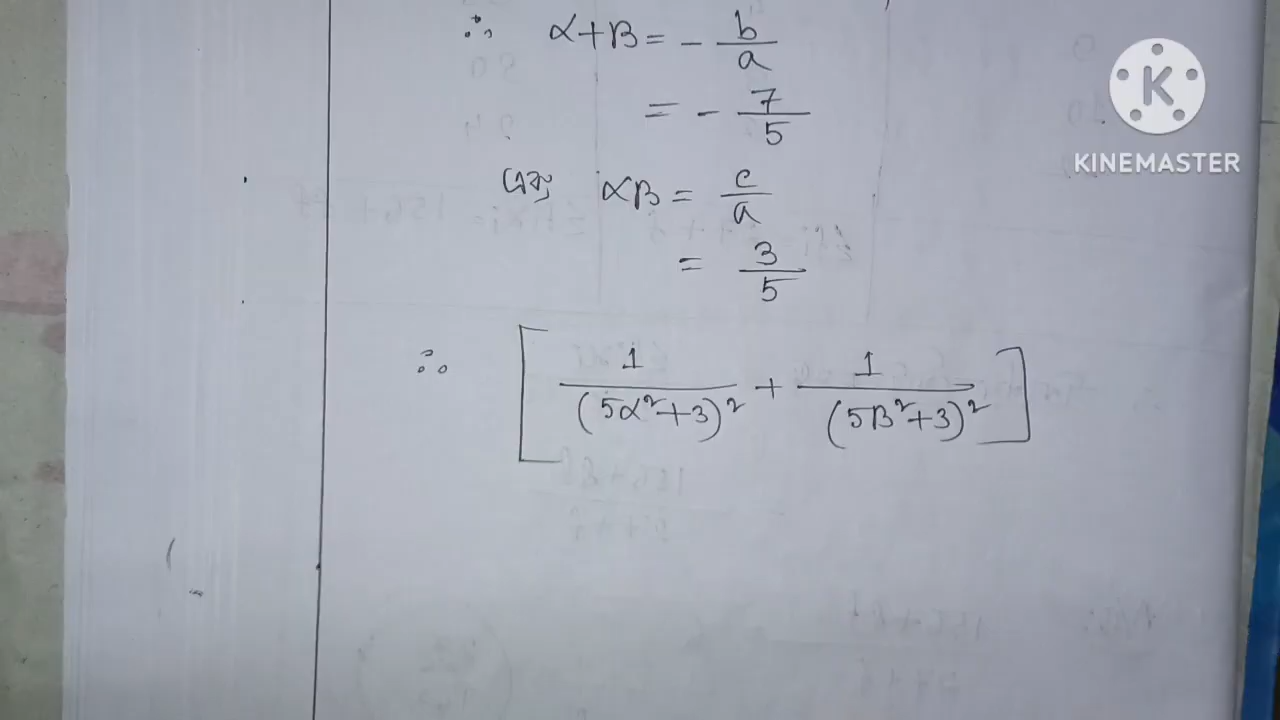 ∴ α+β = - b/a
= - 7/5
এবং αβ = c/a
= 3/5
∴ [ 1/(5α²+3)² + 1/(5β²+3)² ]
K
KINEMASTER